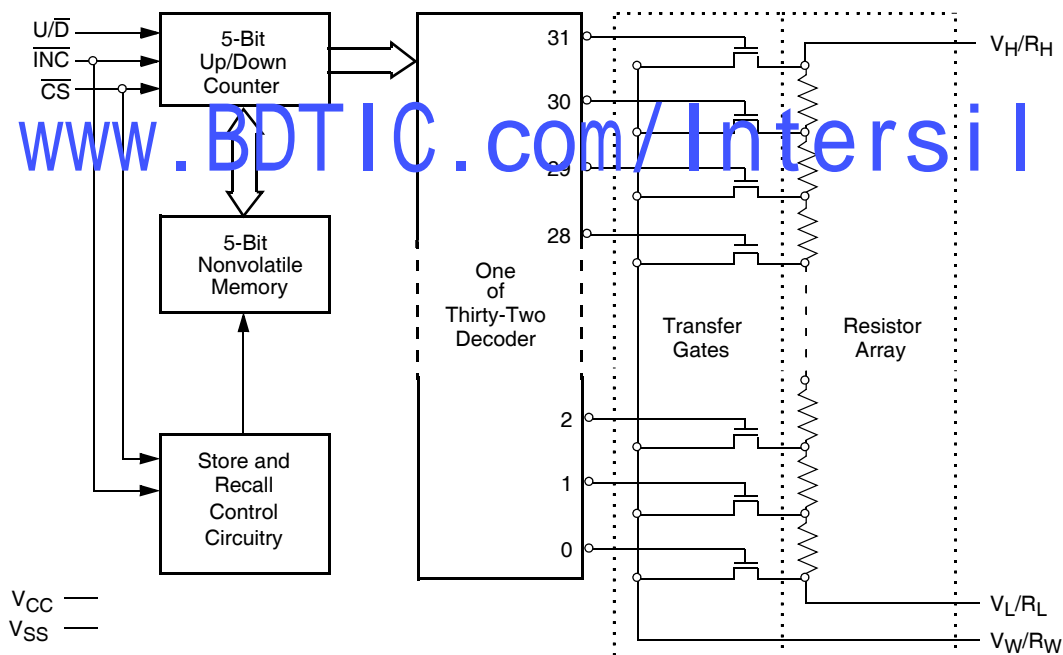 U/D̅
I̅N̅C̅
C̅S̅
5-Bit
Up/Down
Counter
31
30
29
28
V_H/R_H
www.BDTIC.com/Intersil
5-Bit
Nonvolatile
Memory
One
of
Thirty-Two
Decoder
Transfer
Gates
Resistor
Array
2
1
0
Store and
Recall
Control
Circuitry
V_CC
V_SS
V_L/R_L
V_W/R_W